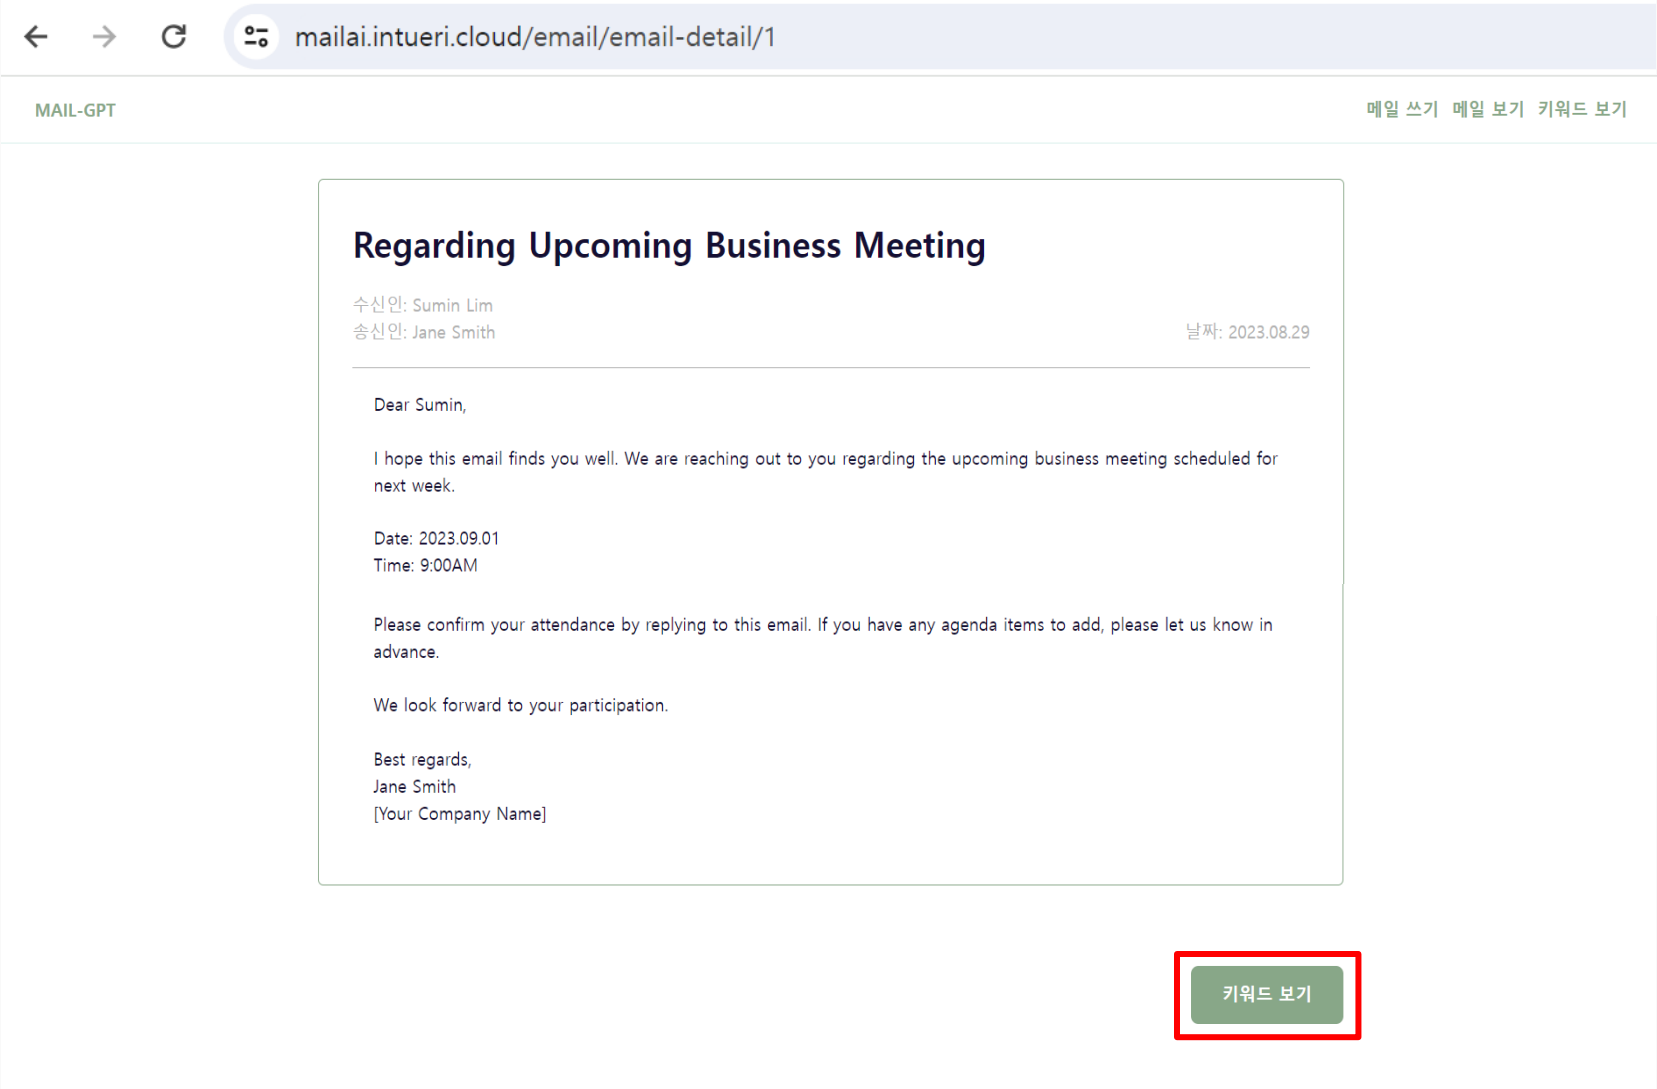 mailai.intueri.cloud/email/email-detail/1
MAIL-GPT
메일 쓰기 메일 보기 키워드 보기
Regarding Upcoming Business Meeting
수신인: Sumin Lim
송신인: Jane Smith 날짜: 2023.08.29
Dear Sumin,
I hope this email finds you well. We are reaching out to you regarding the upcoming business meeting scheduled for
next week.
Date: 2023.09.01
Time: 9:00AM
Please confirm your attendance by replying to this email. If you have any agenda items to add, please let us know in
advance.
We look forward to your participation.
Best regards,
Jane Smith
[Your Company Name]
키워드 보기